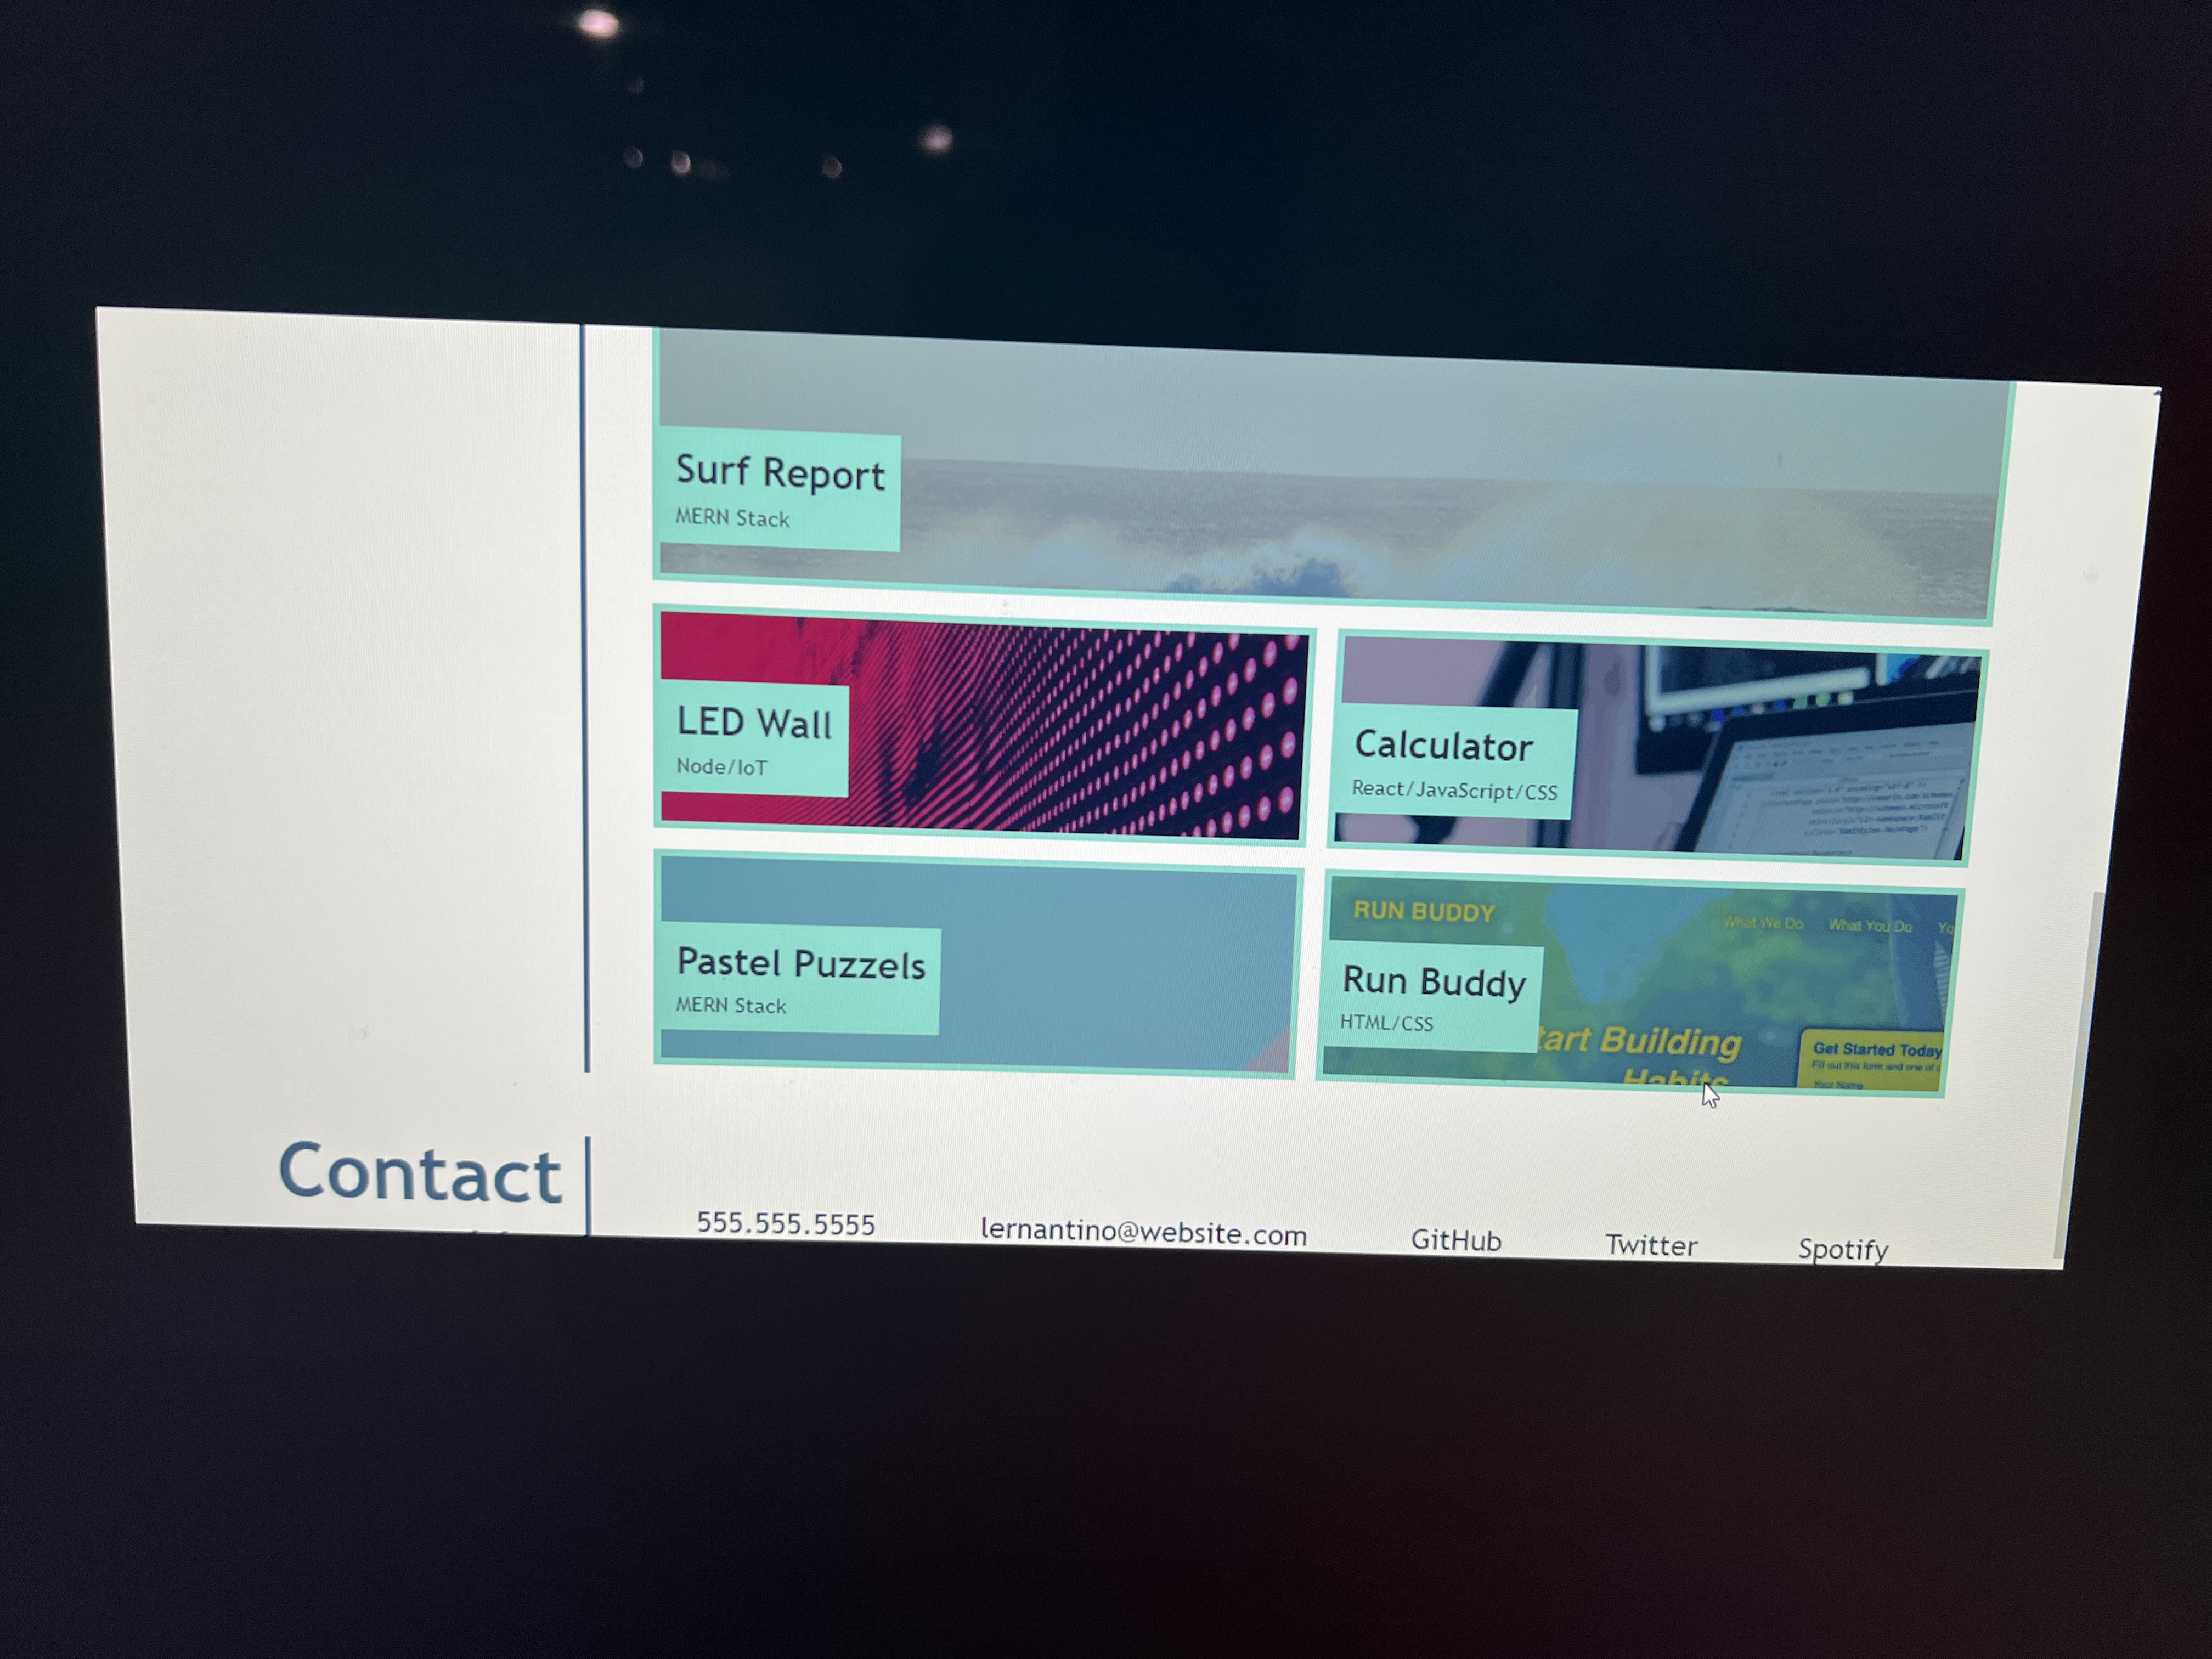 Surf Report
MERN Stack
LED Wall
Node/IoT
Calculator
React/JavaScript/CSS
Pastel Puzzels
MERN Stack
RUN BUDDY
What We Do What You Do Yo
Run Buddy
HTML/CSS
tart Building
Habits
Get Started Today
Fill out this form and one of
Your Name
Contact
555.555.5555 lernantino@website.com GitHub Twitter Spotify